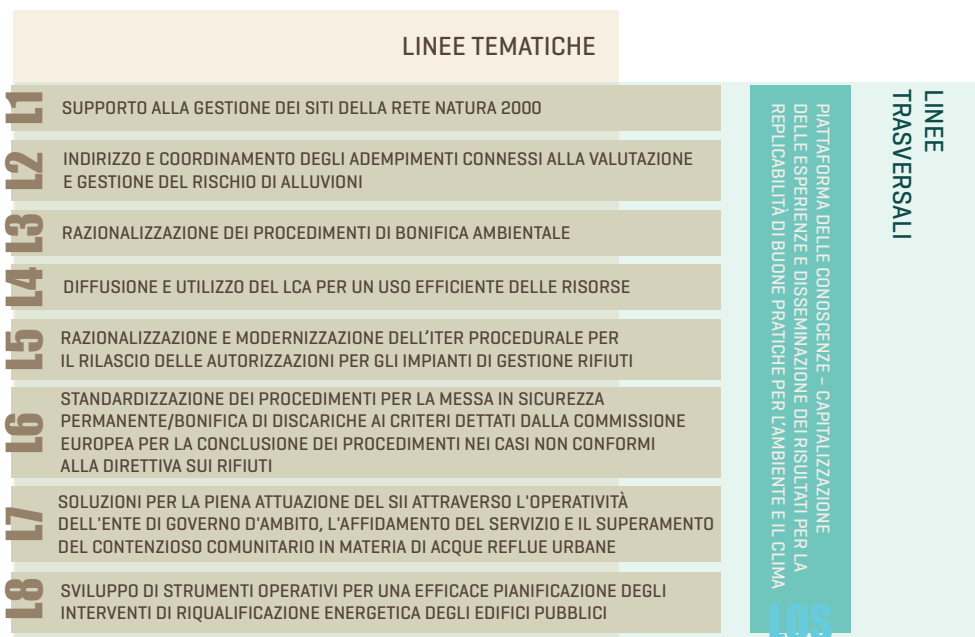 LINEE TEMATICHE
L1
SUPPORTO ALLA GESTIONE DEI SITI DELLA RETE NATURA 2000
L2
INDIRIZZO E COORDINAMENTO DEGLI ADEMPIMENTI CONNESSI ALLA VALUTAZIONE
E GESTIONE DEL RISCHIO DI ALLUVIONI
L3
RAZIONALIZZAZIONE DEI PROCEDIMENTI DI BONIFICA AMBIENTALE
L4
DIFFUSIONE E UTILIZZO DEL LCA PER UN USO EFFICIENTE DELLE RISORSE
L5
RAZIONALIZZAZIONE E MODERNIZZAZIONE DELL'ITER PROCEDURALE PER
IL RILASCIO DELLE AUTORIZZAZIONI PER GLI IMPIANTI DI GESTIONE RIFIUTI
L6
STANDARDIZZAZIONE DEI PROCEDIMENTI PER LA MESSA IN SICUREZZA
PERMANENTE/BONIFICA DI DISCARICHE AI CRITERI DETTATI DALLA COMMISSIONE
EUROPEA PER LA CONCLUSIONE DEI PROCEDIMENTI NEI CASI NON CONFORMI
ALLA DIRETTIVA SUI RIFIUTI
L7
SOLUZIONI PER LA PIENA ATTUAZIONE DEL SII ATTRAVERSO L'OPERATIVITÀ
DELL'ENTE DI GOVERNO D'AMBITO, L'AFFIDAMENTO DEL SERVIZIO E IL SUPERAMENTO
DEL CONTENZIOSO COMUNITARIO IN MATERIA DI ACQUE REFLUE URBANE
L8
SVILUPPO DI STRUMENTI OPERATIVI PER UNA EFFICACE PIANIFICAZIONE DEGLI
INTERVENTI DI RIQUALIFICAZIONE ENERGETICA DEGLI EDIFICI PUBBLICI
LINEE
TRASVERSALI
PIATTAFORMA DELLE CONOSCENZE – CAPITALIZZAZIONE
DELLE ESPERIENZE E DISSEMINAZIONE DEI RISULTATI PER LA
REPLICABILITÀ DI BUONE PRATICHE PER L'AMBIENTE E IL CLIMA
LQS